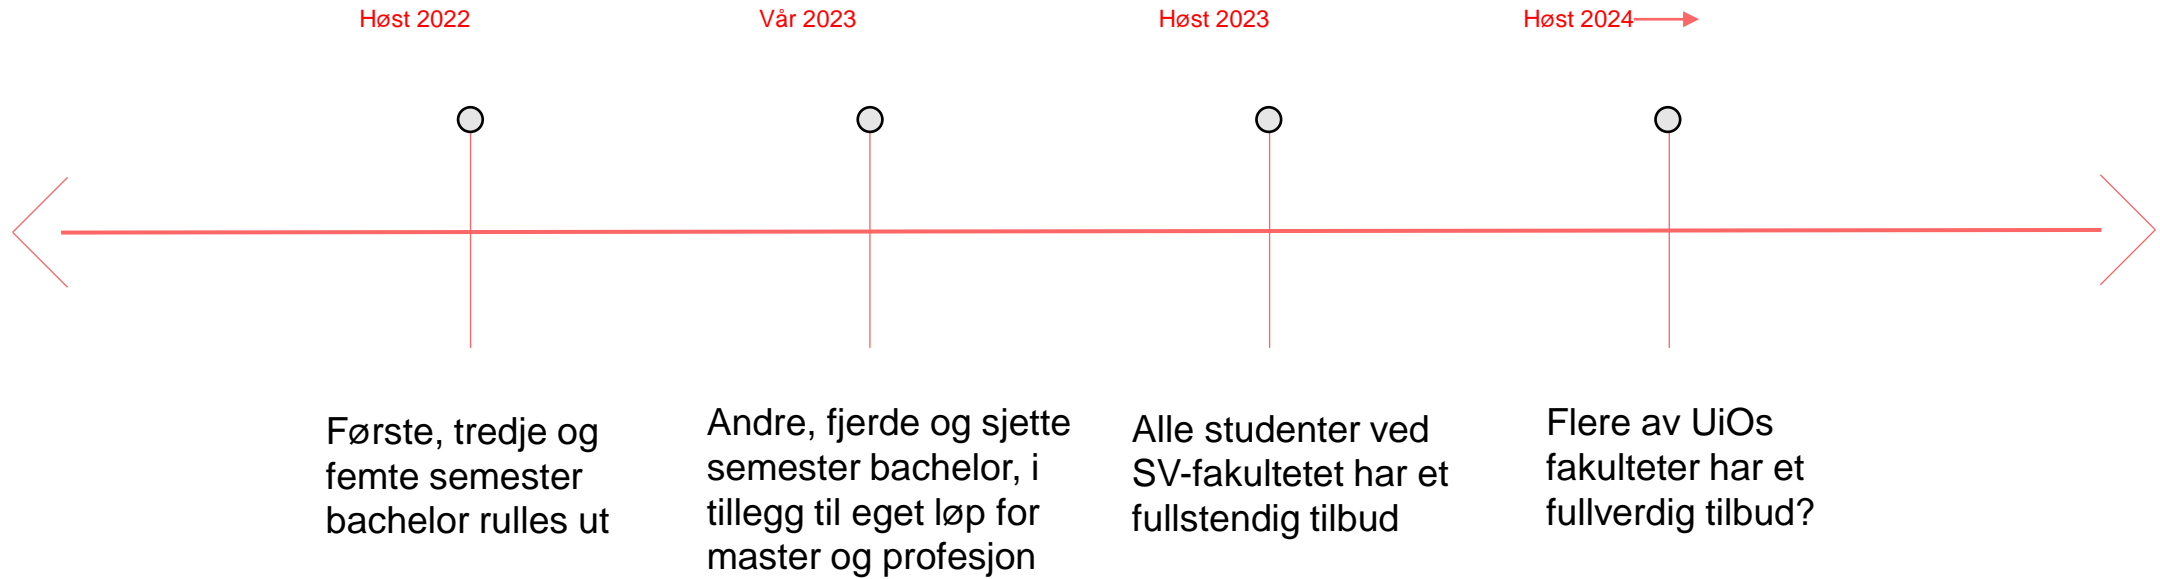 Høst 2022
Vår 2023
Høst 2023
Høst 2024
Første, tredje og
femte semester
bachelor rulles ut
Andre, fjerde og sjette
semester bachelor, i
tillegg til eget løp for
master og profesjon
Alle studenter ved
SV-fakultetet har et
fullstendig tilbud
Flere av UiOs
fakulteter har et
fullverdig tilbud?